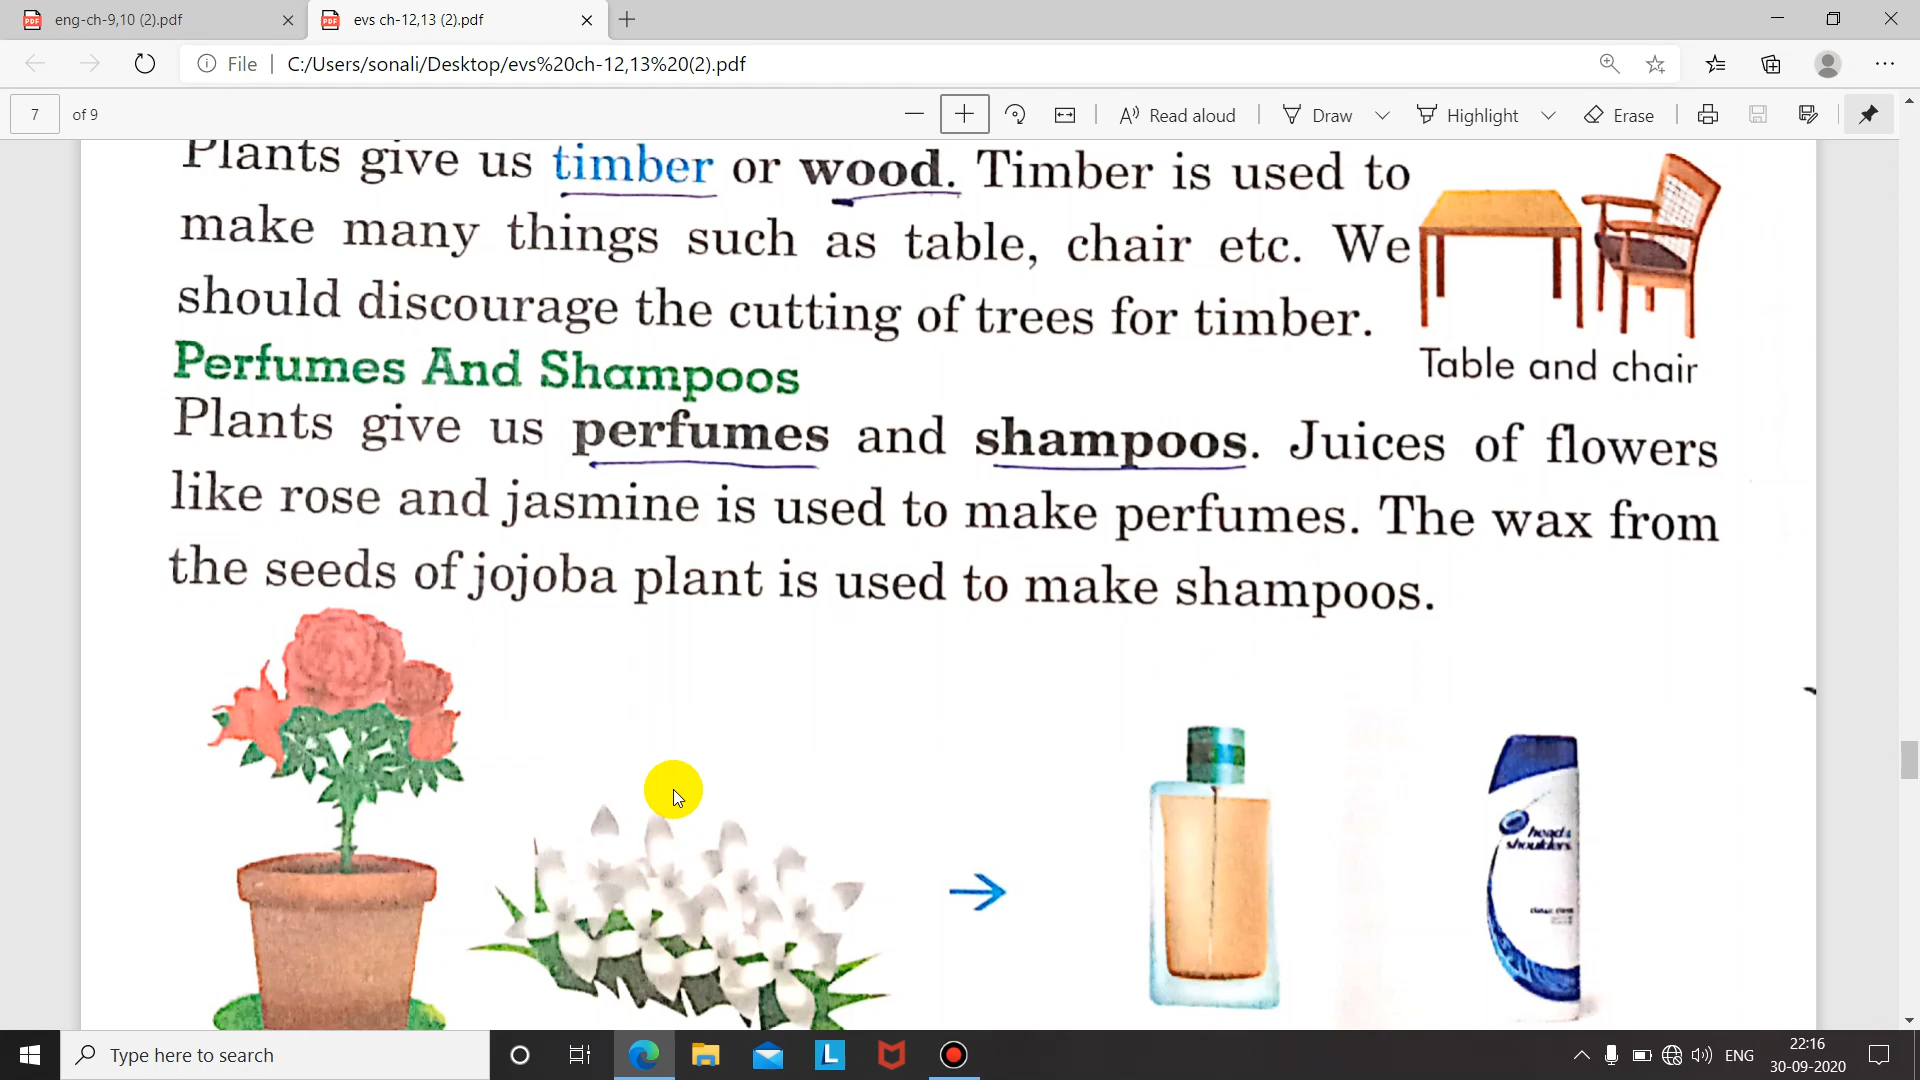 eng-ch-9,10 (2).pdf
evs ch-12,13 (2).pdf
File
C:/Users/sonali/Desktop/evs%20ch-12,13%20(2).pdf
7 of 9
Read aloud
Draw
Highlight
Erase
Plants give us timber or wood. Timber is used to
make many things such as table, chair etc. We
should discourage the cutting of trees for timber.
Table and chair
Perfumes And Shampoos
Plants give us perfumes and shampoos. Juices of flowers
like rose and jasmine is used to make perfumes. The wax from
the seeds of jojoba plant is used to make shampoos.
head &
shoulders
Type here to search
L
ENG
22:16
30-09-2020